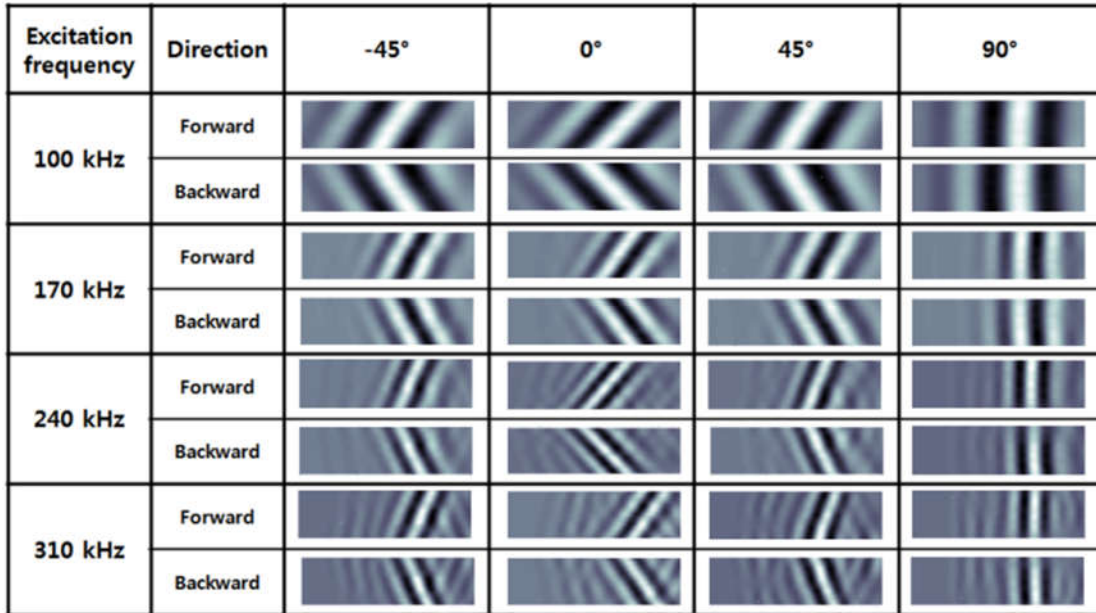 Excitation frequency Direction -45° 0° 45° 90°
100 kHz Forward
Backward
170 kHz Forward
Backward
240 kHz Forward
Backward
310 kHz Forward
Backward